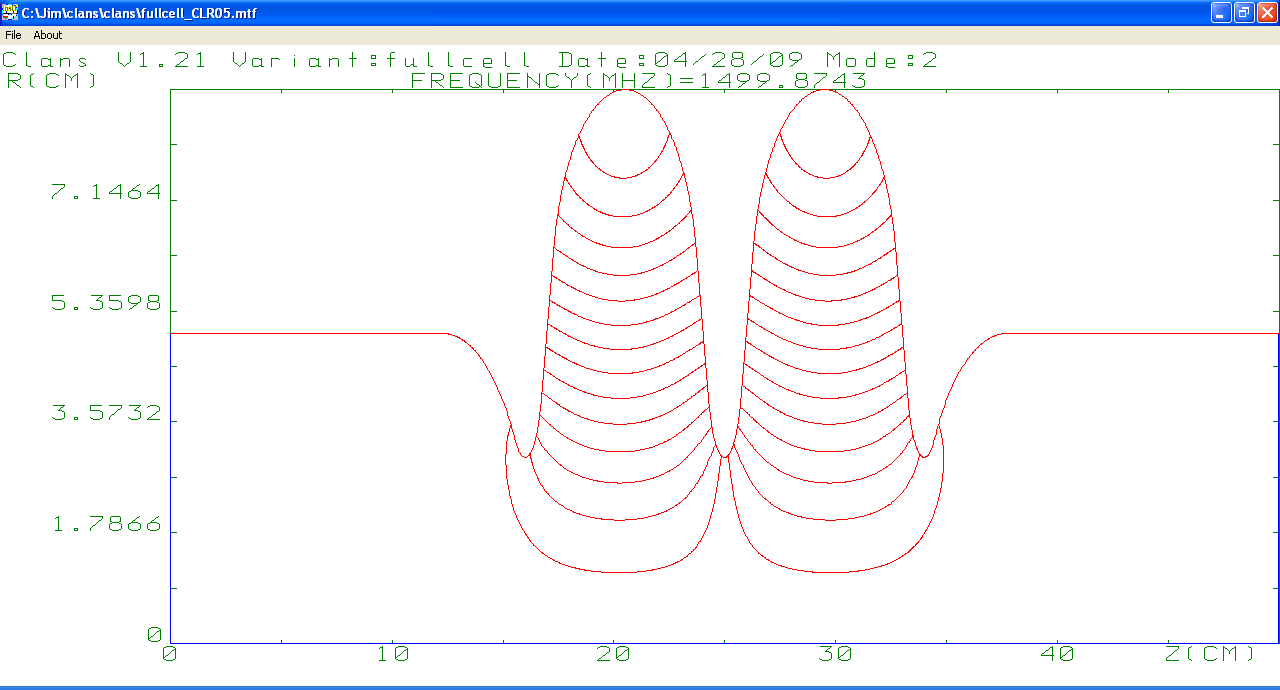 C:\Jim\clans\clans\fullcell_CLR05.mtf
File About
Clans V1.21 Variant:fullcell Date:04/28/09 Mode:2
R(CM) FREQUENCY(MHZ)=1499.8743
7.1464
5.3598
3.5732
1.7866
0
0 10 20 30 40 Z(CM)